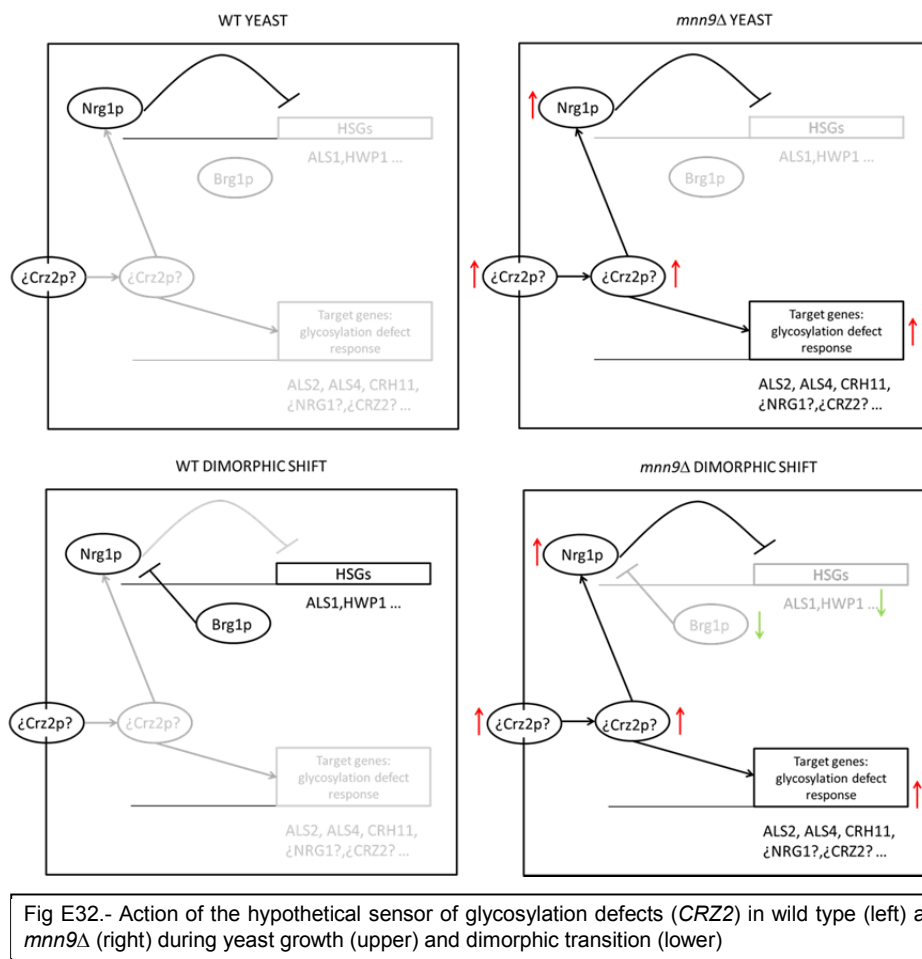 WT YEAST
Nrg1p
HSGs
ALS1,HWP1 ...
Brg1p
¿Crz2p?
¿Crz2p?
Target genes:
glycosylation defect
response
ALS2, ALS4, CRH11,
¿NRG1?,¿CRZ2? ...
mnn9Δ YEAST
Nrg1p
HSGs
ALS1,HWP1 ...
Brg1p
¿Crz2p?
¿Crz2p?
Target genes:
glycosylation defect
response
ALS2, ALS4, CRH11,
¿NRG1?,¿CRZ2? ...
WT DIMORPHIC SHIFT
Nrg1p
HSGs
ALS1,HWP1 ...
Brg1p
¿Crz2p?
¿Crz2p?
Target genes:
glycosylation defect
response
ALS2, ALS4, CRH11,
¿NRG1?,¿CRZ2? ...
mnn9Δ DIMORPHIC SHIFT
Nrg1p
HSGs
ALS1,HWP1 ...
Brg1p
¿Crz2p?
¿Crz2p?
Target genes:
glycosylation defect
response
ALS2, ALS4, CRH11,
¿NRG1?,¿CRZ2? ...
Fig E32.- Action of the hypothetical sensor of glycosylation defects (CRZ2) in wild type (left)
mnn9Δ (right) during yeast growth (upper) and dimorphic transition (lower)